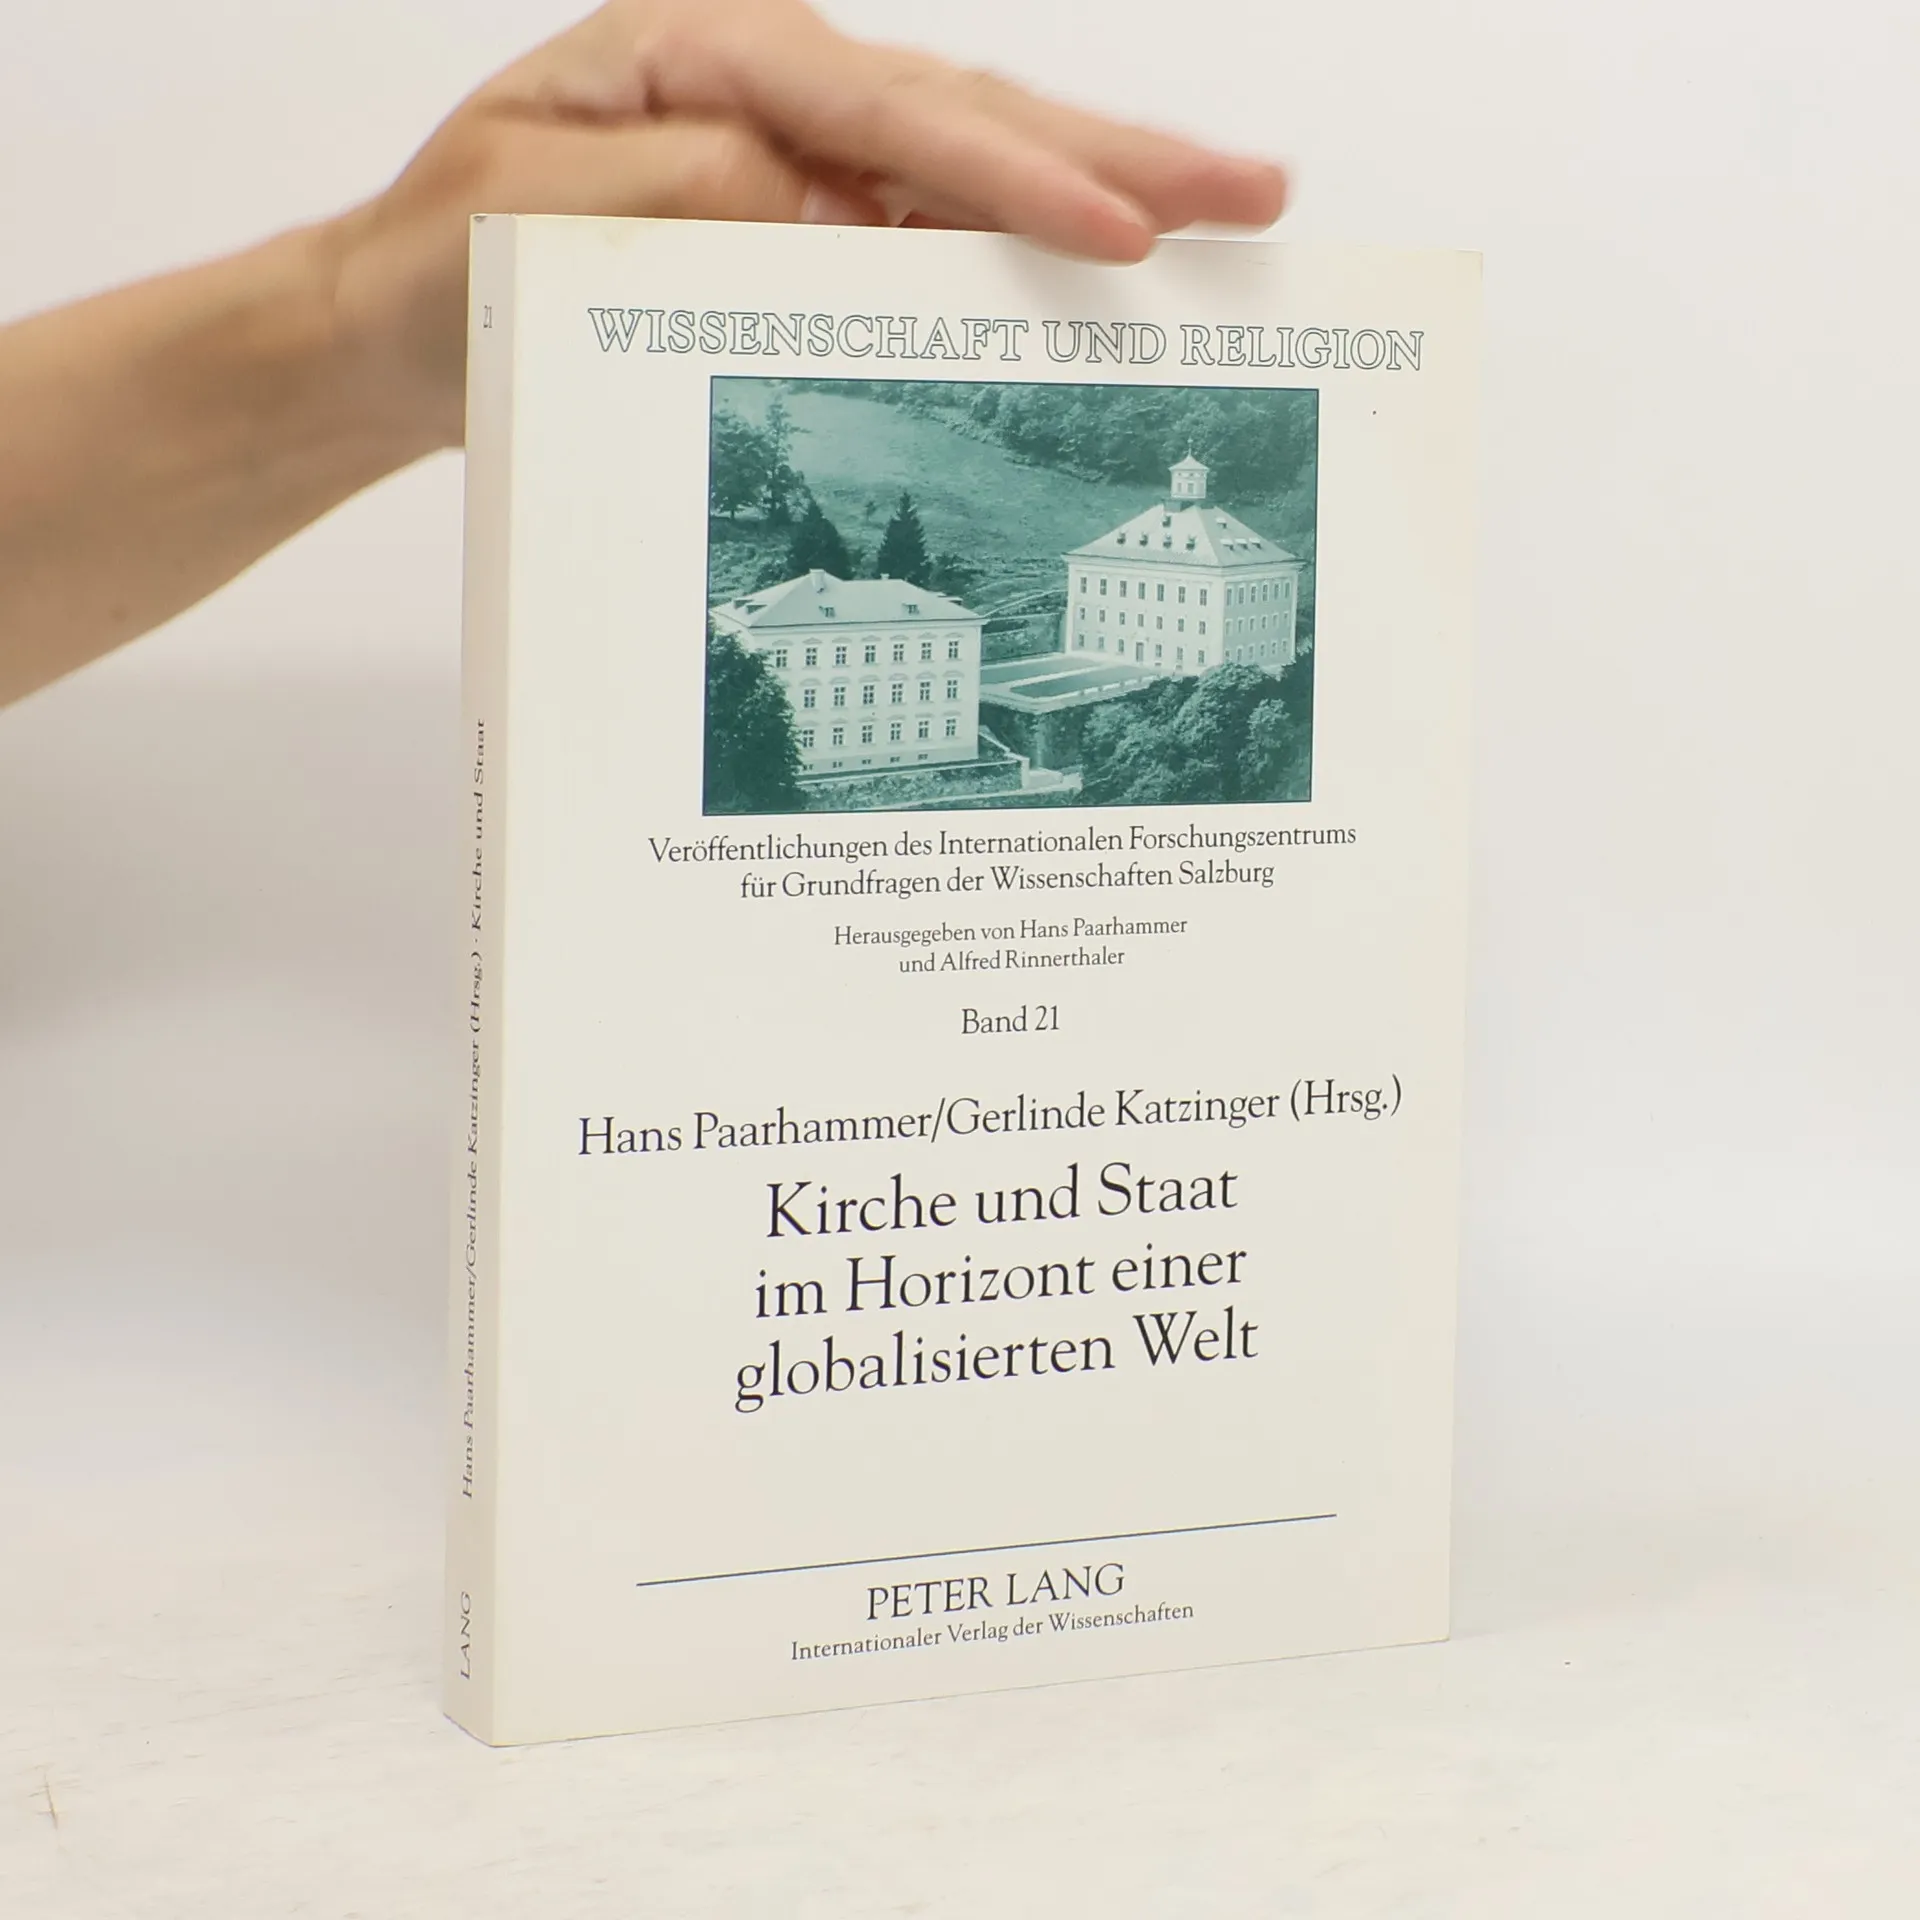 WISSENSCHAFT UND RELIGION
Veröffentlichungen des Internationalen Forschungszentrums
für Grundfragen der Wissenschaften Salzburg
Herausgegeben von Hans Paarhammer
und Alfred Rinnerthaler
Band 21
Hans Paarhammer/Gerlinde Katzinger (Hrsg.)
Kirche und Staat
im Horizont einer
globalisierten Welt
PETER LANG
Internationaler Verlag der Wissenschaften
21
Hans Paarhammer/Gerlinde Katzinger (Hrsg.) · Kirche und Staat
LANG